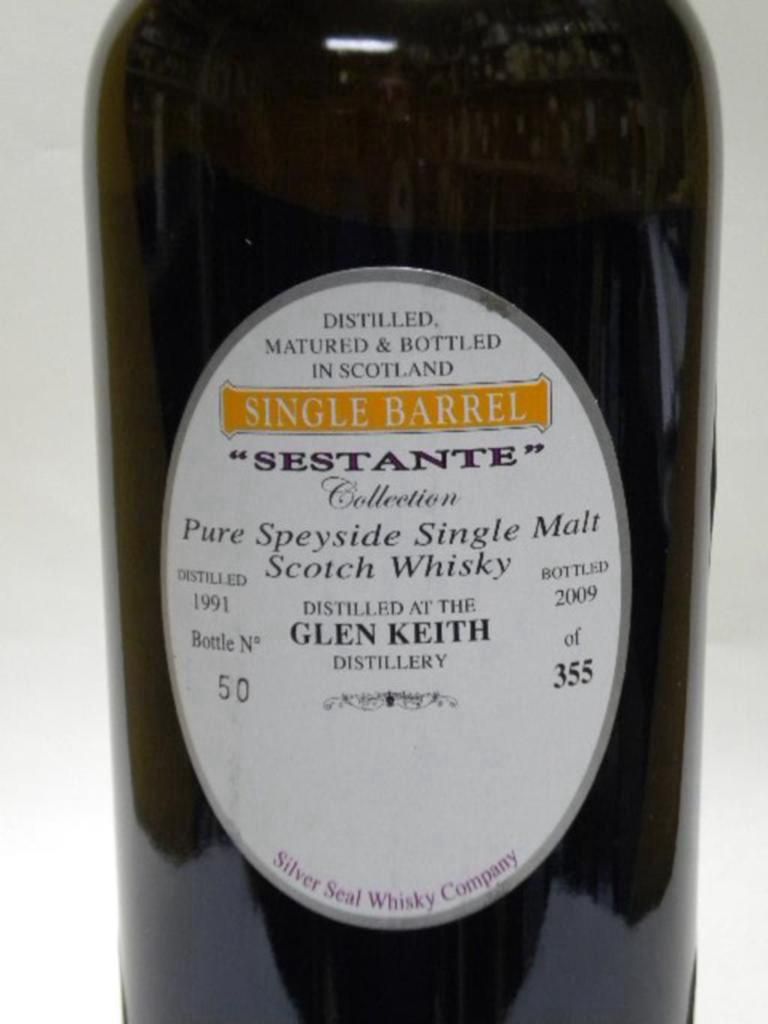 DISTILLED,
MATURED & BOTTLED
IN SCOTLAND
SINGLE BARREL
“SESTANTE”
Collection
Pure Speyside Single Malt
Scotch Whisky
DISTILLED
1991
BOTTLED
2009
DISTILLED AT THE
GLEN KEITH
DISTILLERY
Bottle N°
50
of
355
Silver Seal Whisky Company